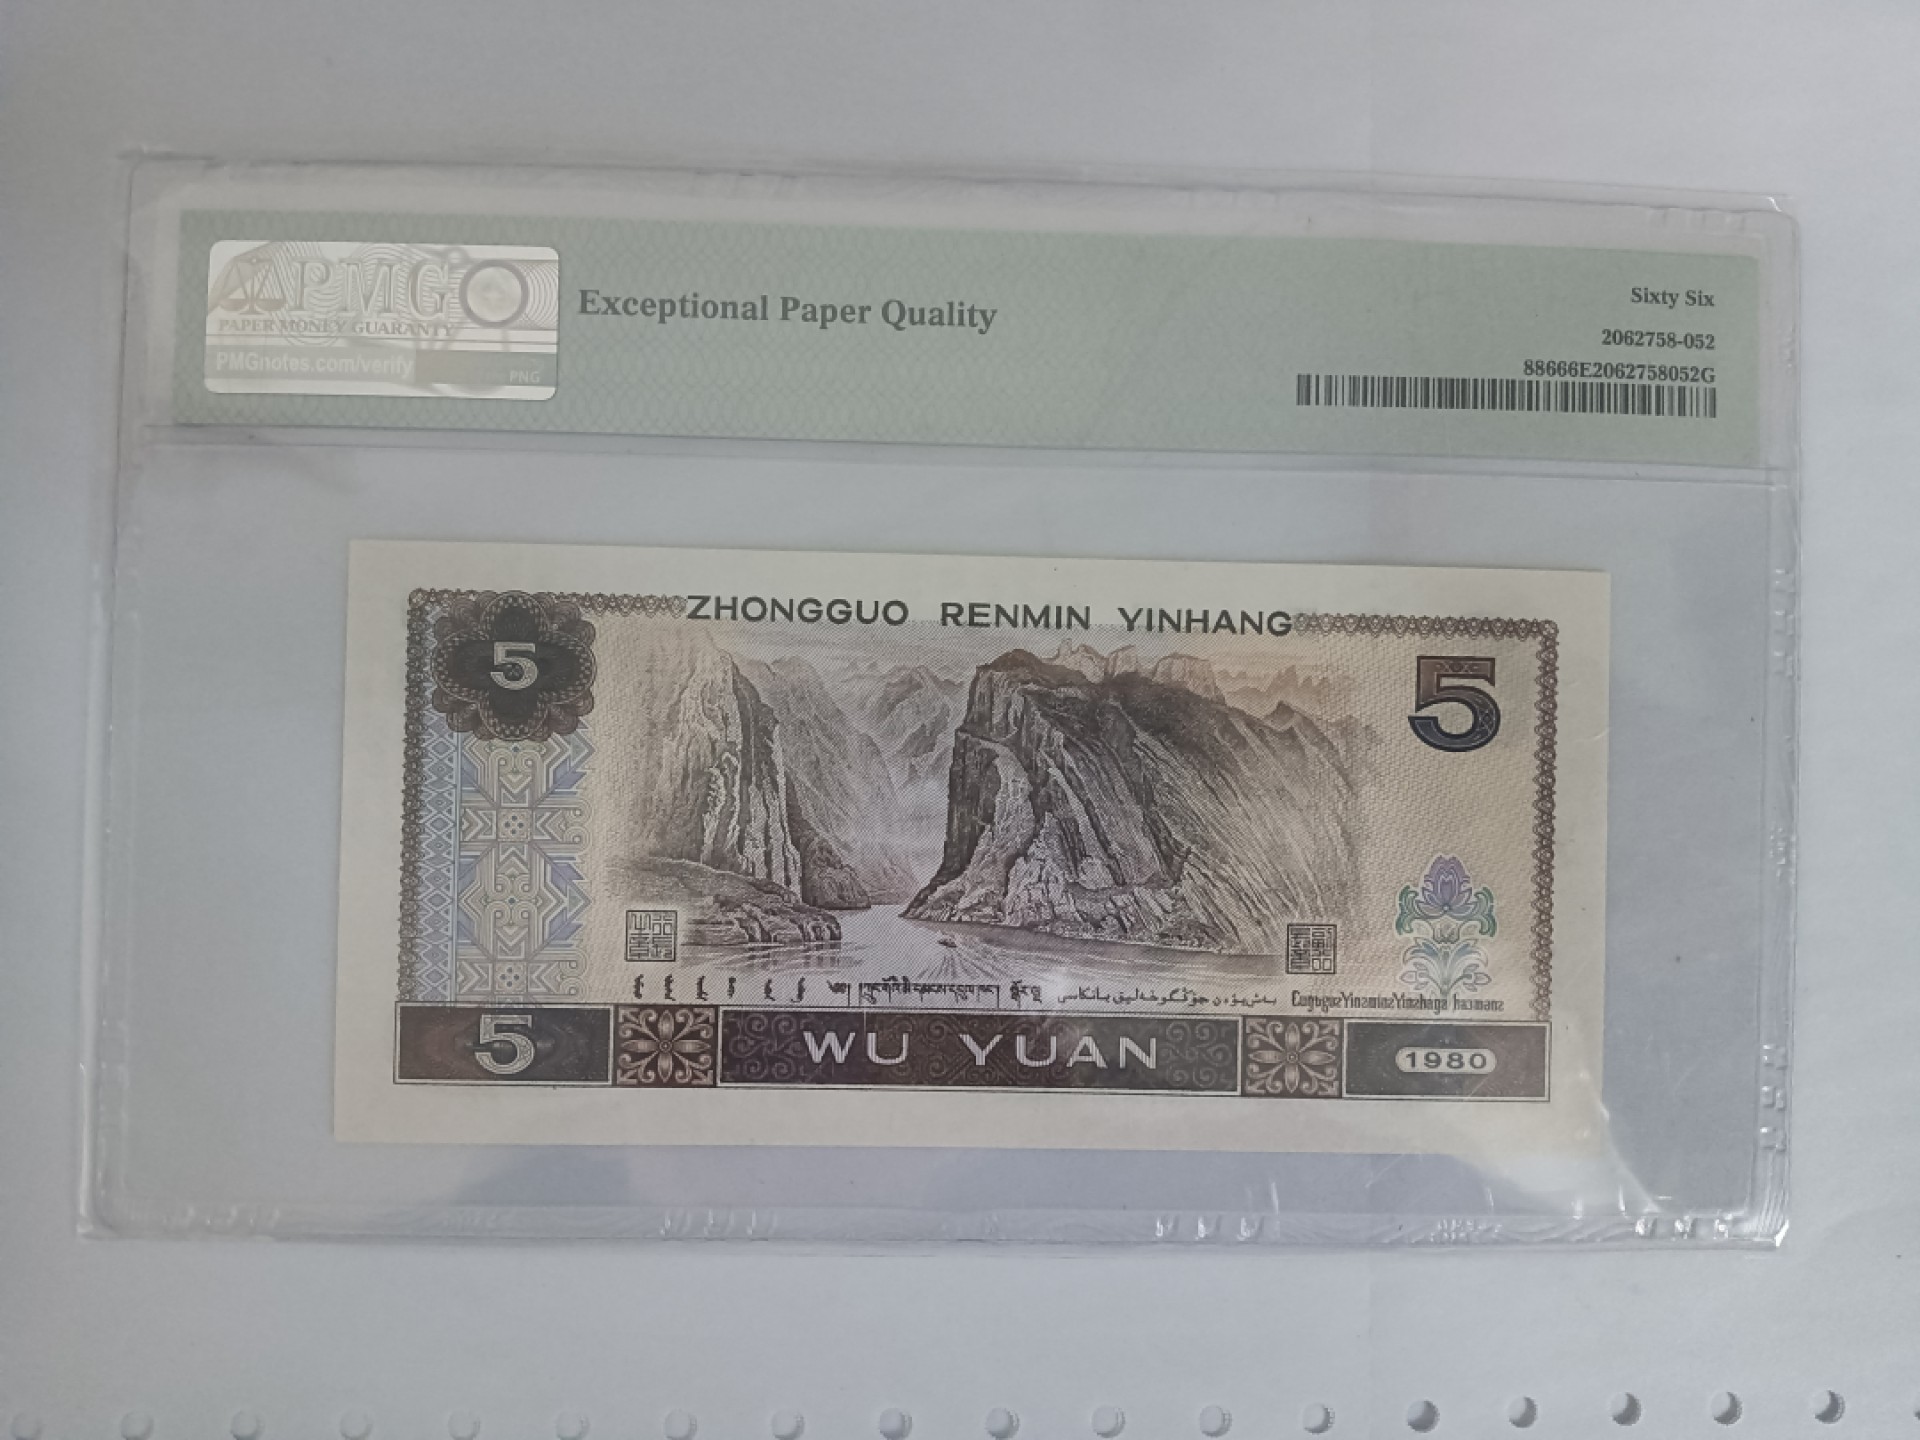 PMG
PAPER MONEY GUARANTY
PMGnotes.com/verify
PNG
Exceptional Paper Quality
Sixty Six
2062758-052
88666E2062758052G
ZHONGGUO RENMIN YINHANG
5
5
5
WU YUAN
1980